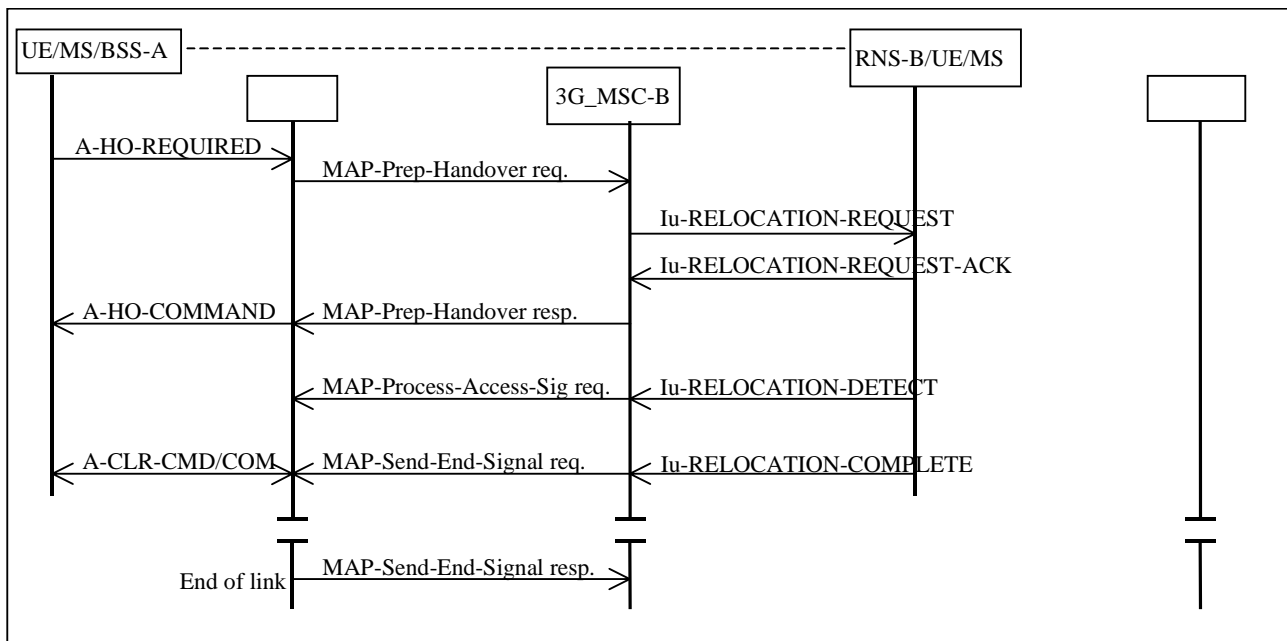 UE/MS/BSS-A
RNS-B/UE/MS
3G_MSC-B
A-HO-REQUIRED
MAP-Prep-Handover req.
Iu-RELOCATION-REQUEST
Iu-RELOCATION-REQUEST-ACK
A-HO-COMMAND
MAP-Prep-Handover resp.
MAP-Process-Access-Sig req.
Iu-RELOCATION-DETECT
A-CLR-CMD/COM
MAP-Send-End-Signal req.
Iu-RELOCATION-COMPLETE
End of link
MAP-Send-End-Signal resp.